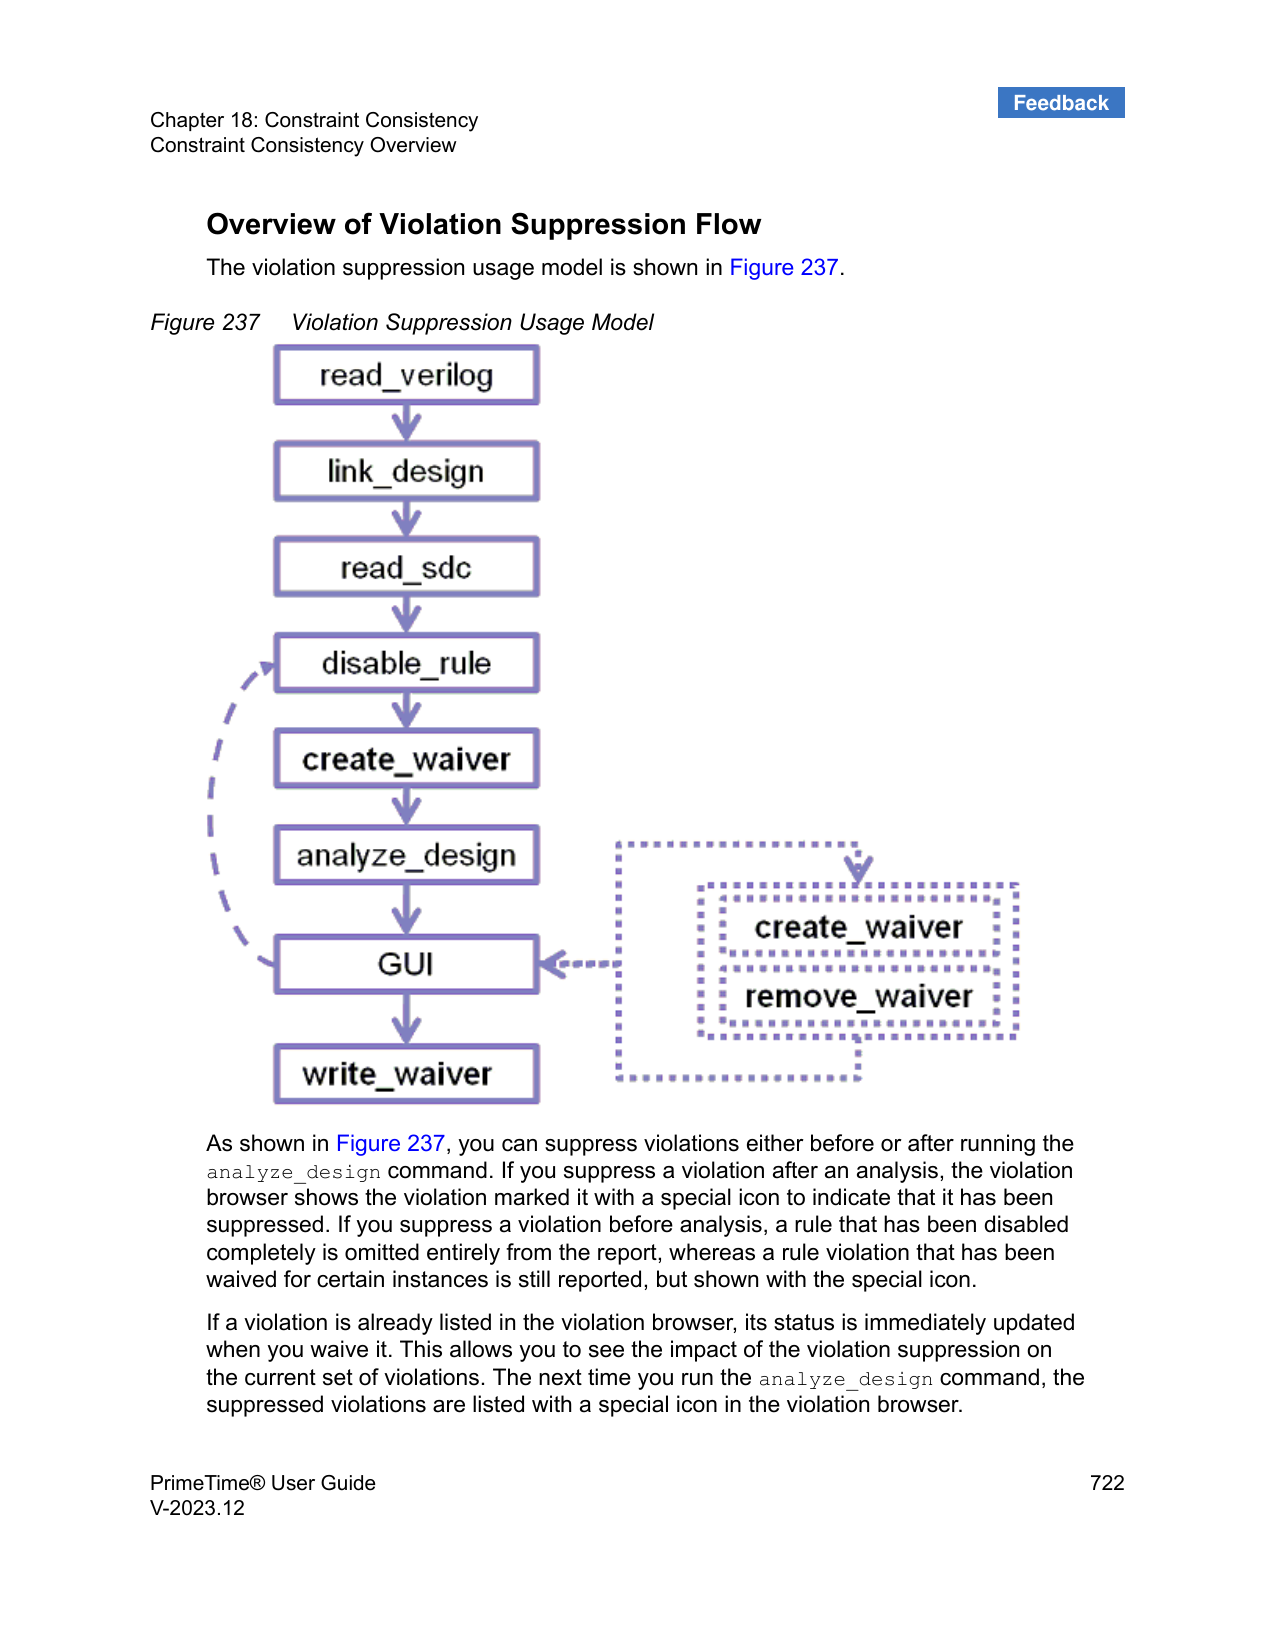 Feedback
Chapter 18: Constraint Consistency
Constraint Consistency Overview
Overview of Violation Suppression Flow
The violation suppression usage model is shown in Figure 237.
Figure 237 Violation Suppression Usage Model
read_verilog
link_design
read_sdc
disable_rule
create_waiver
analyze_design
GUI
write_waiver
create_waiver
remove_waiver
As shown in Figure 237, you can suppress violations either before or after running the
analyze_design command. If you suppress a violation after an analysis, the violation
browser shows the violation marked it with a special icon to indicate that it has been
suppressed. If you suppress a violation before analysis, a rule that has been disabled
completely is omitted entirely from the report, whereas a rule violation that has been
waived for certain instances is still reported, but shown with the special icon.
If a violation is already listed in the violation browser, its status is immediately updated
when you waive it. This allows you to see the impact of the violation suppression on
the current set of violations. The next time you run the analyze_design command, the
suppressed violations are listed with a special icon in the violation browser.
PrimeTime® User Guide 722
V-2023.12